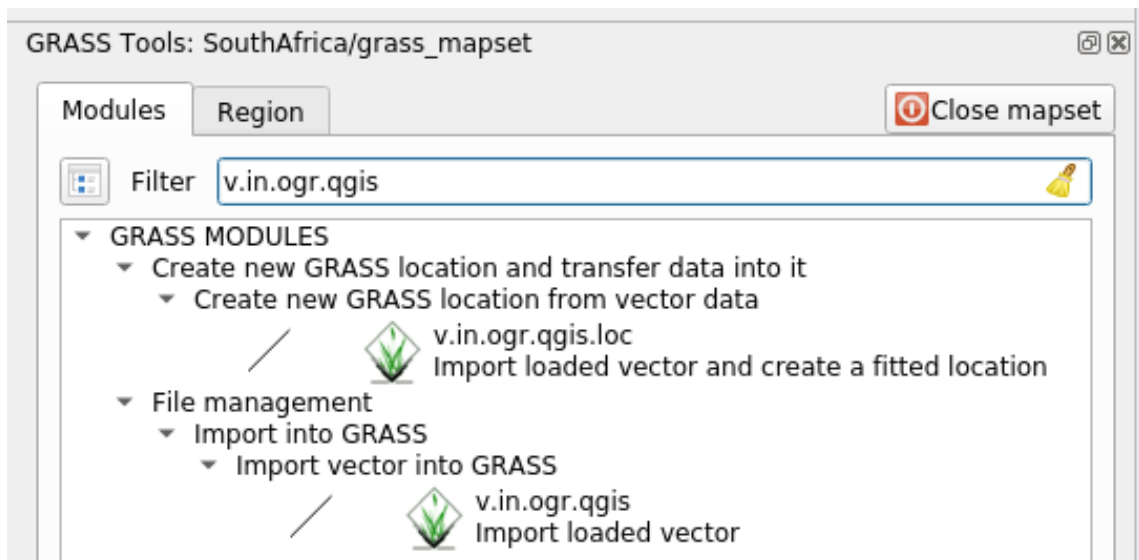 GRASS Tools: SouthAfrica/grass_mapset
Modules
Region
Close mapset
Filter
v.in.ogr.qgis
GRASS MODULES
Create new GRASS location and transfer data into it
Create new GRASS location from vector data
v.in.ogr.qgis.loc
Import loaded vector and create a fitted location
File management
Import into GRASS
Import vector into GRASS
v.in.ogr.qgis
Import loaded vector